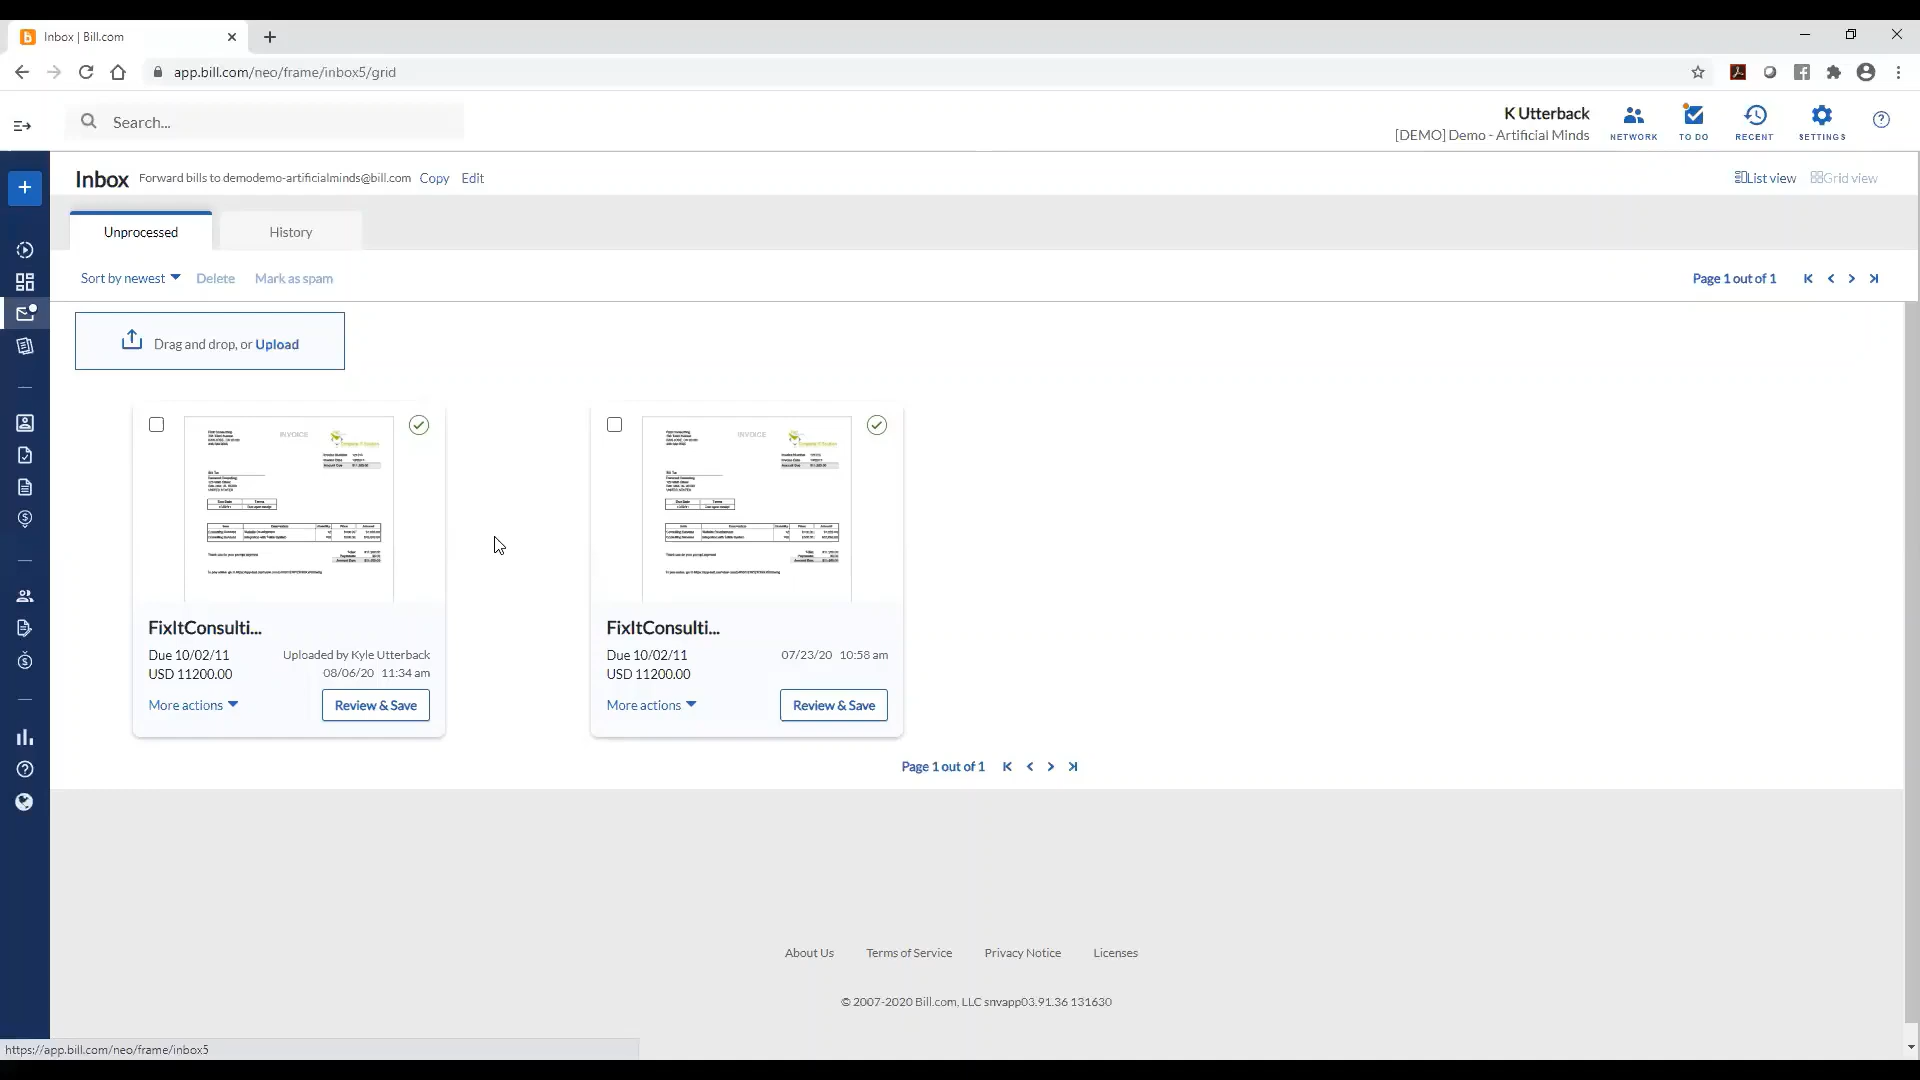 Inbox | Bill.com
app.bill.com/neo/frame/inbox5/grid
Search...
K Utterback
[DEMO] Demo - Artificial Minds
NETWORK
TO DO
RECENT
SETTINGS
Inbox Forward bills to demodemo-artificialminds@bill.com Copy Edit
List view Grid view
Unprocessed History
Sort by newest Delete Mark as spam
Page 1 out of 1
Drag and drop, or Upload
INVOICE
INVOICE
FixItConsulti...
Due 10/02/11 Uploaded by Kyle Utterback
USD 11200.00 08/06/20 11:34 am
More actions Review & Save
FixItConsulti...
Due 10/02/11 07/23/20 10:58 am
USD 11200.00
More actions Review & Save
Page 1 out of 1
About Us Terms of Service Privacy Notice Licenses
© 2007-2020 Bill.com, LLC snvapp03.91.36 131630
https://app.bill.com/neo/frame/inbox5